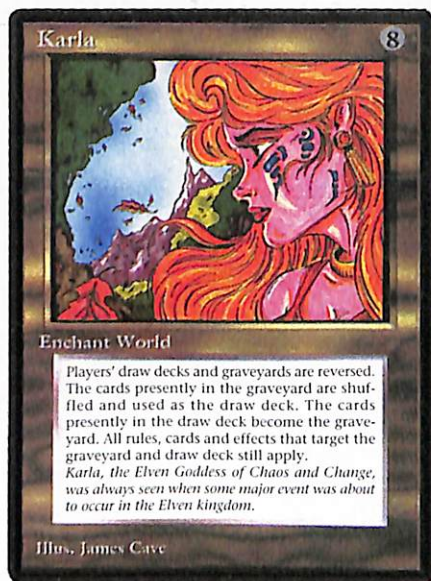 Karla 8
Enchant World
Players' draw decks and graveyards are reversed.
The cards presently in the graveyard are shuf-
fled and used as the draw deck. The cards
presently in the draw deck become the grave-
yard. All rules, cards and effects that target the
graveyard and draw deck still apply.
Karla, the Elven Goddess of Chaos and Change,
was always seen when some major event was about
to occur in the Elven kingdom.
Illus. James Cave